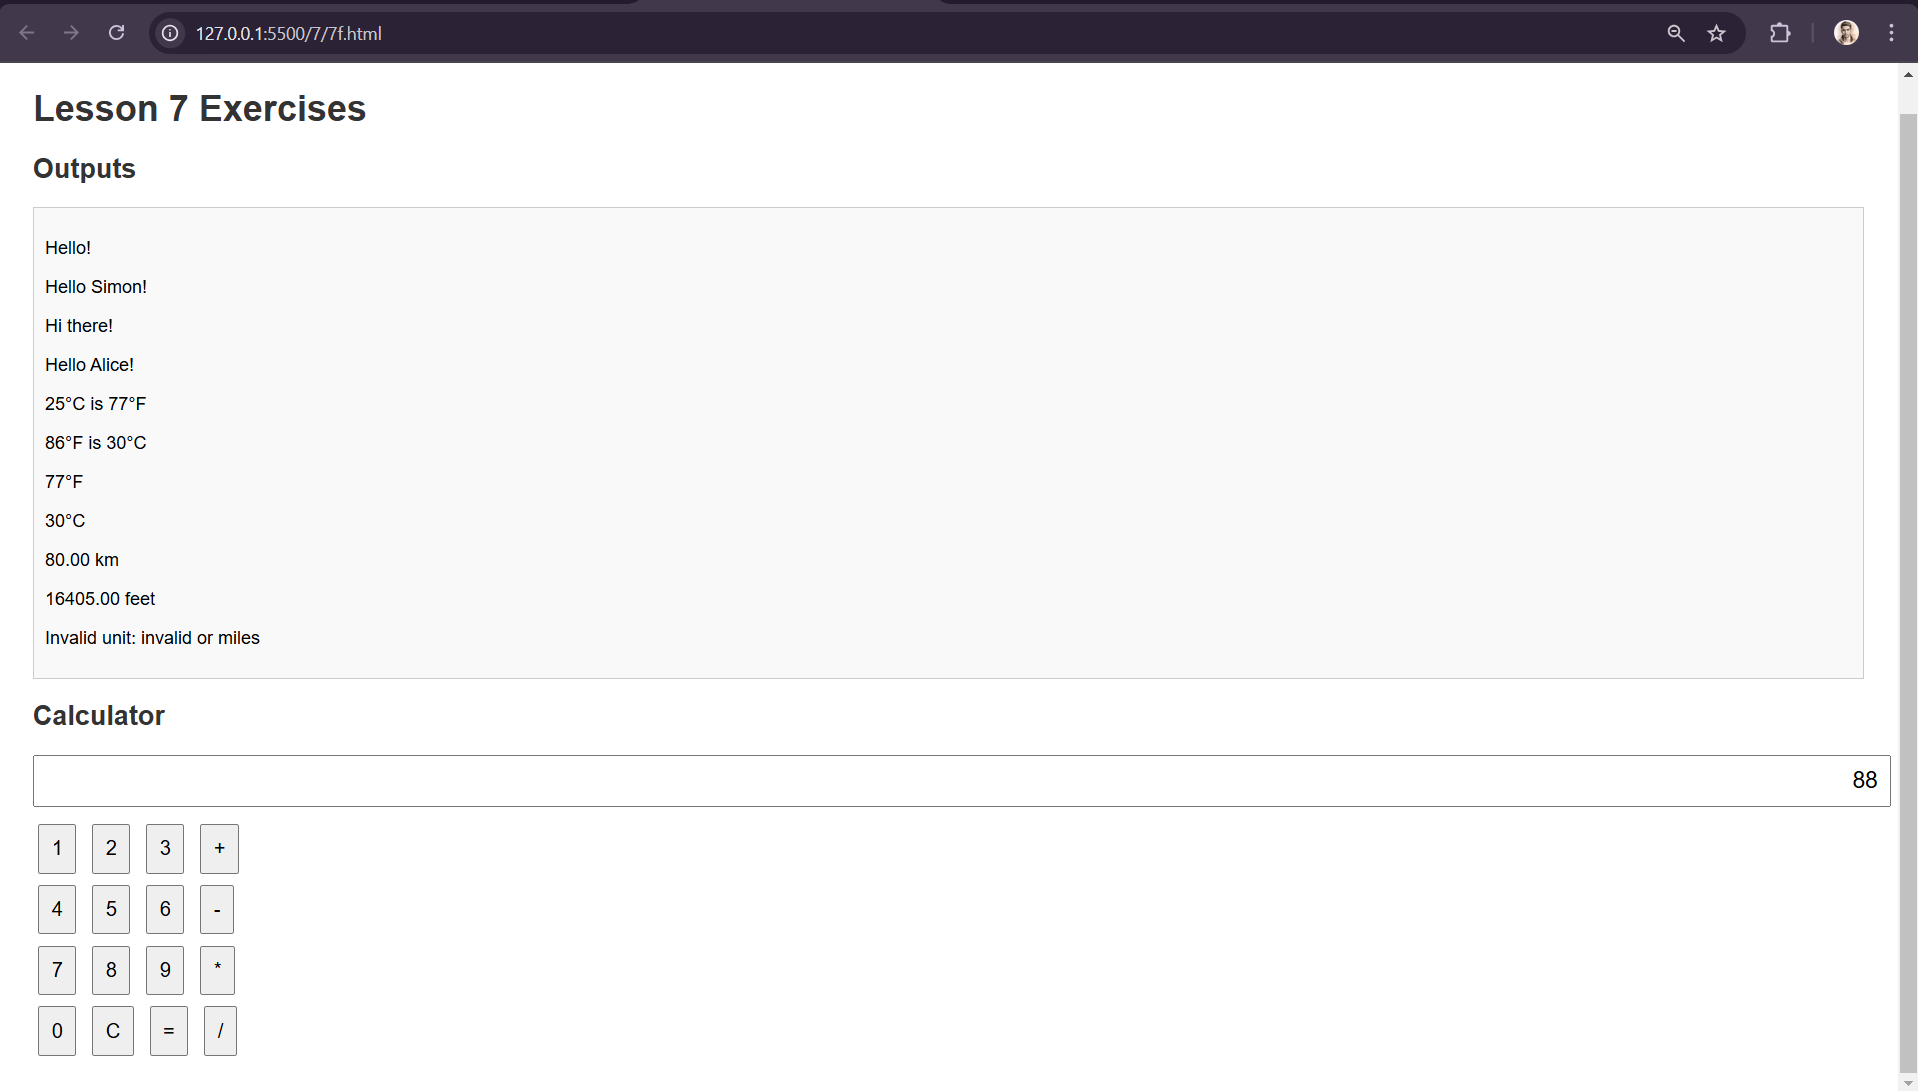 127.0.0.1:5500/7/7f.html
Lesson 7 Exercises
Outputs
Hello!
Hello Simon!
Hi there!
Hello Alice!
25°C is 77°F
86°F is 30°C
77°F
30°C
80.00 km
16405.00 feet
Invalid unit: invalid or miles
Calculator
88
1 2 3 +
4 5 6 -
7 8 9 *
0 C = /